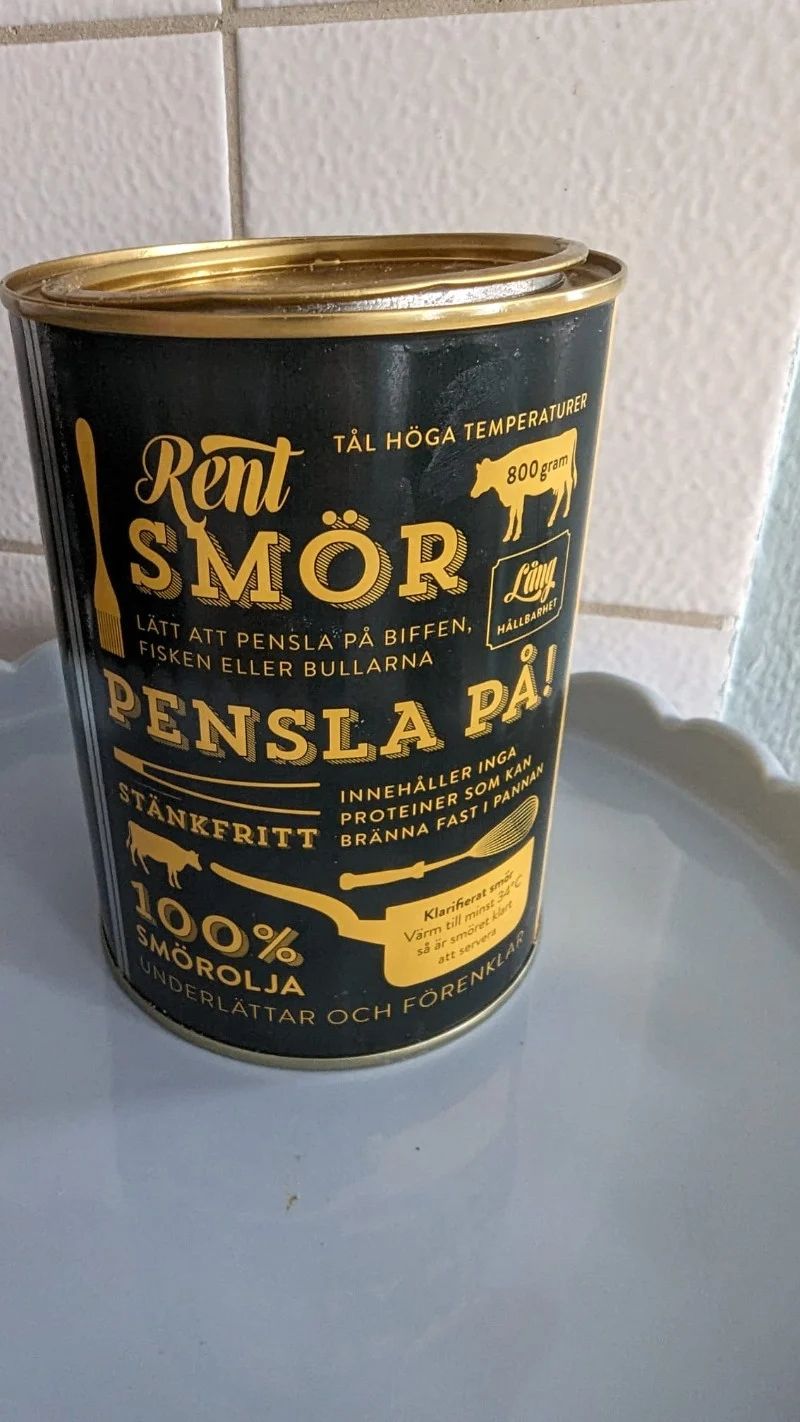 TÅL HÖGA TEMPERATURER
Rent
SMÖR
800 gram
Lång
HÅLLBARHET
LÄTT ATT PENSLA PÅ BIFFEN,
FISKEN ELLER BULLARNA
PENSLA PÅ!
STÄNKFRITT
INNEHÅLLER INGA
PROTEINER SOM KAN
BRÄNNA FAST I PANNAN
100%
SMÖROLJA
Klarifierat smör
Värm till minst 34°C
så är smöret klart
att servera
UNDERLÄTTAR OCH FÖRENKLAR